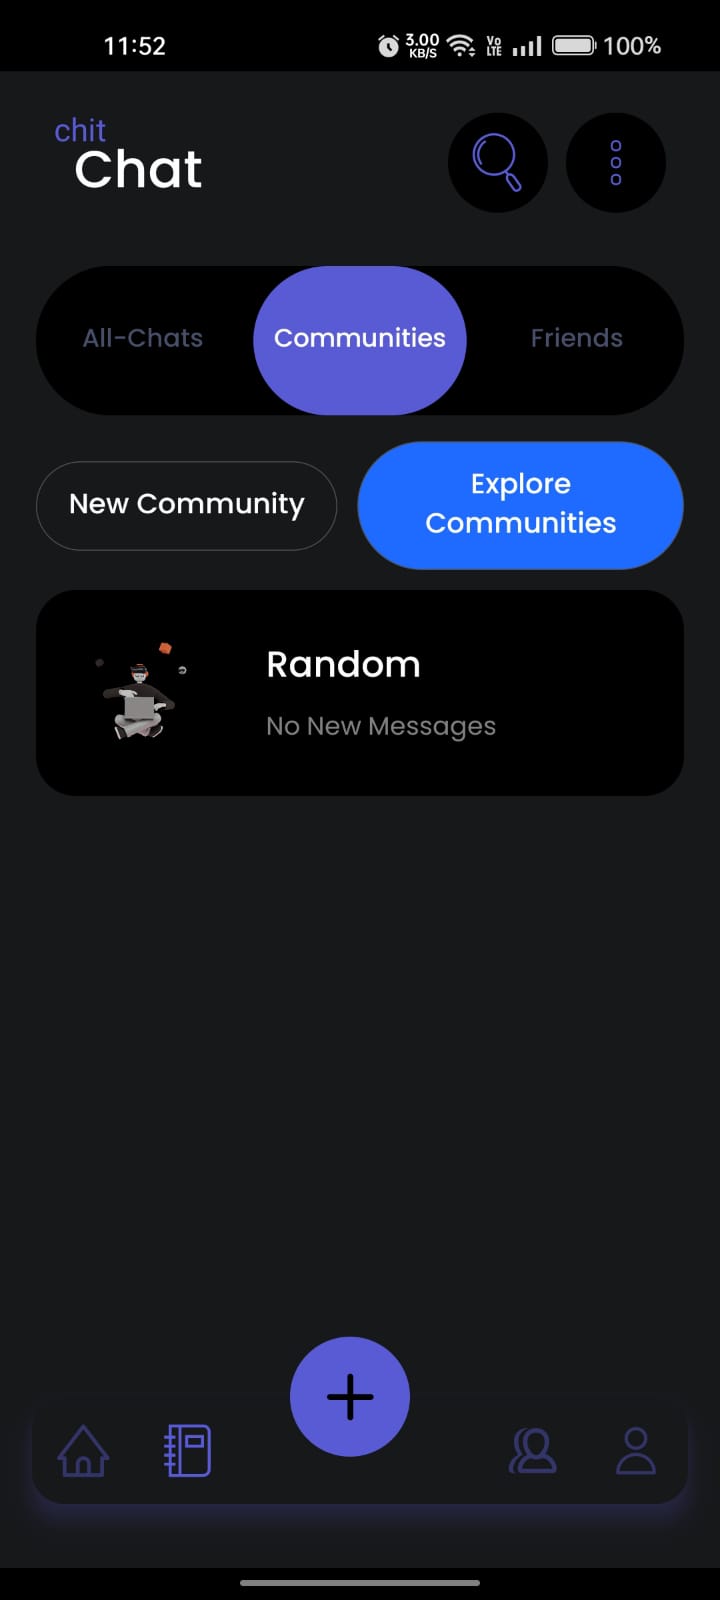 11:52
3.00
KB/S
Vo
LTE
100%
chit
Chat
All-Chats
Communities
Friends
New Community
Explore
Communities
Random
No New Messages